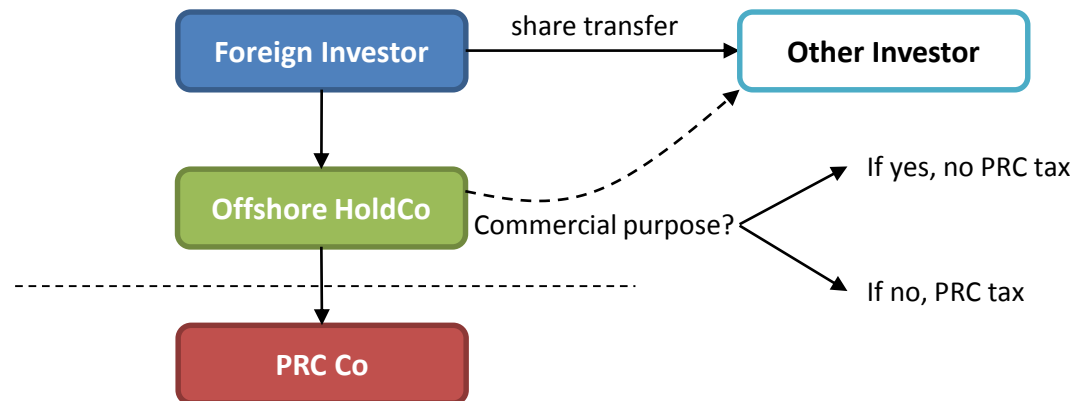 share transfer
Foreign Investor
Other Investor
If yes, no PRC tax
Offshore HoldCo
Commercial purpose?
If no, PRC tax
PRC Co